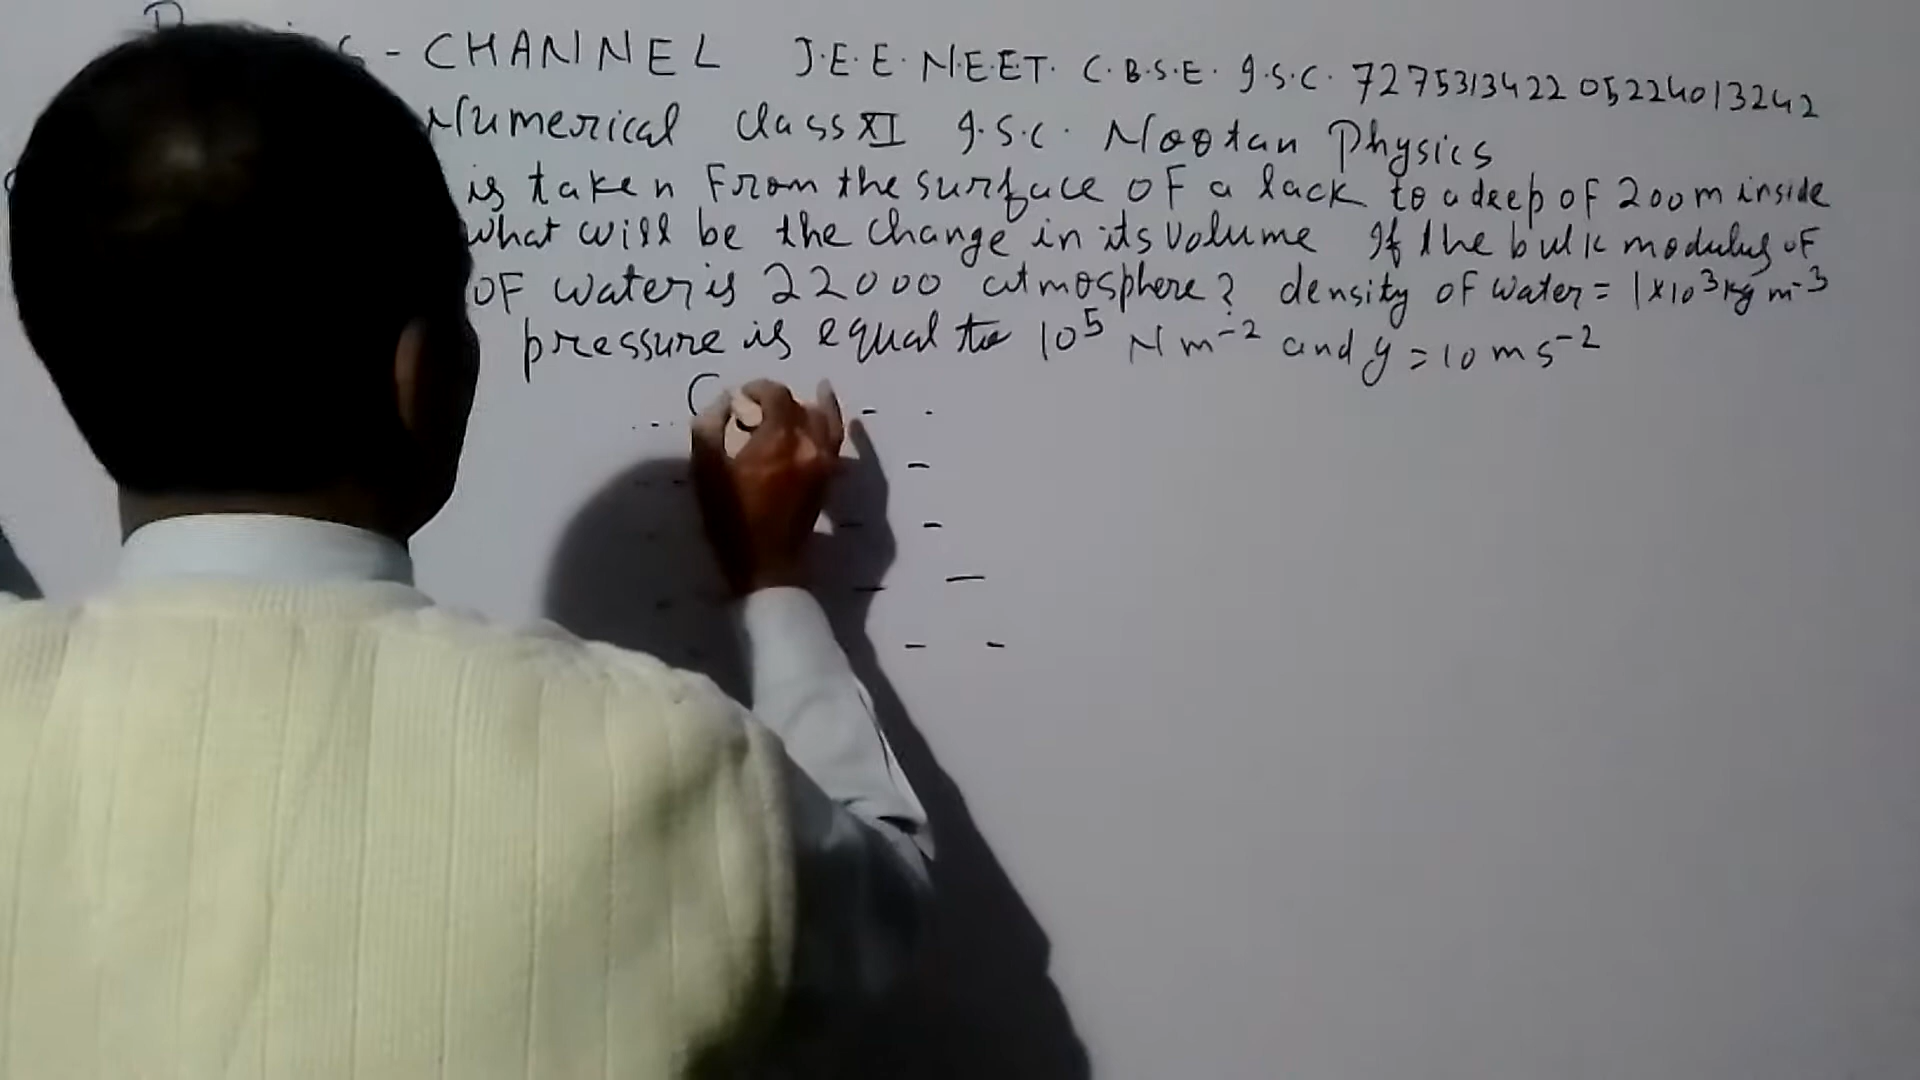 - CHANNEL J.E.E. N.E.E.T. C.B.S.E. I.S.C. 7275313422 05224013242
Numerical class XI I.S.C. Nootan Physics
is taken From the surface of a lack to a deep of 200m inside
what will be the change in its volume If the bulk modulus of
of water is 22000 atmosphere? density of water = 1×10³ kg m⁻³
pressure is equal to 10⁵ N m⁻² and g = 10 m s⁻²